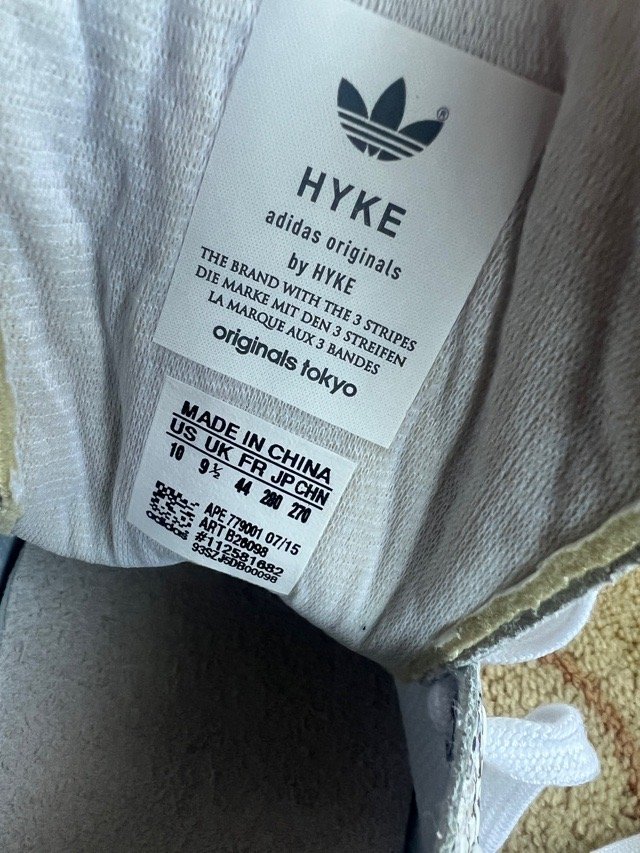 ®
HYKE
adidas originals
by HYKE
THE BRAND WITH THE 3 STRIPES
DIE MARKE MIT DEN 3 STREIFEN
LA MARQUE AUX 3 BANDES
originals tokyo
MADE IN CHINA
US UK FR JP CHN
10 9½ 44 280 270
APE 779001 07/15
ART B26098
#112581682
93SZJ5DB00098
adidas